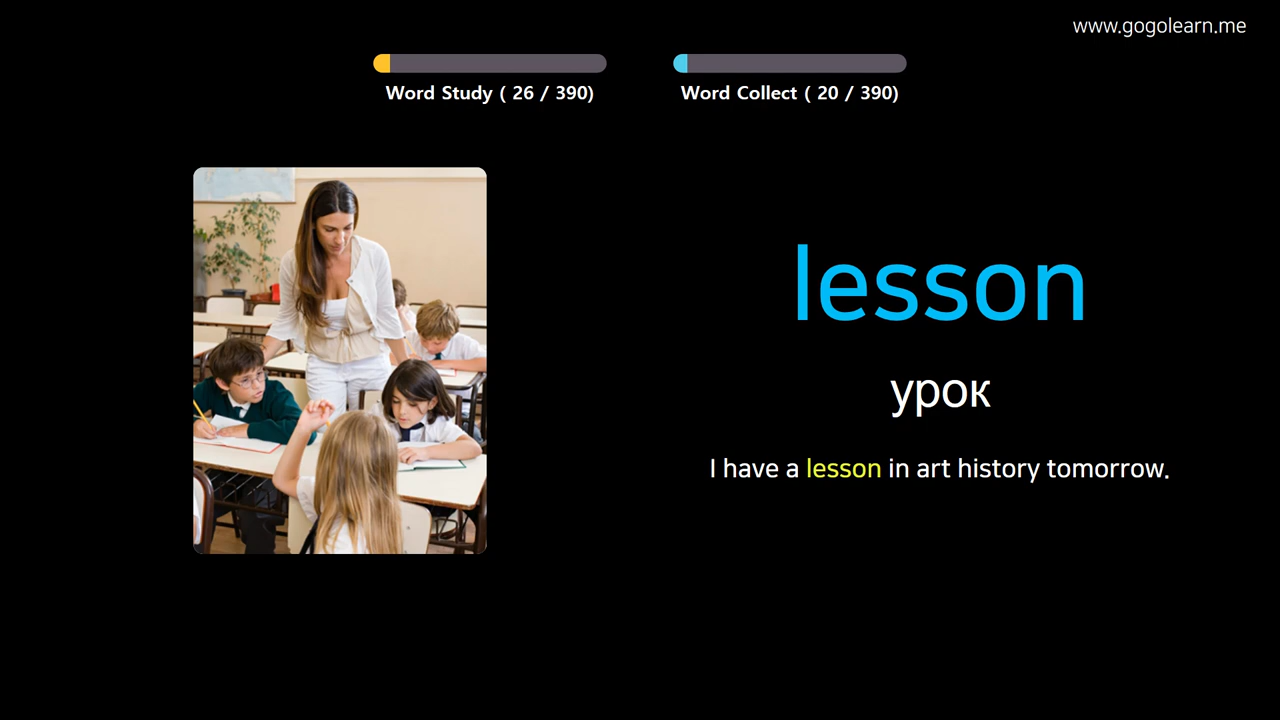 www.gogolearn.me
Word Study ( 26 / 390)
Word Collect ( 20 / 390)
lesson
урок
I have a lesson in art history tomorrow.